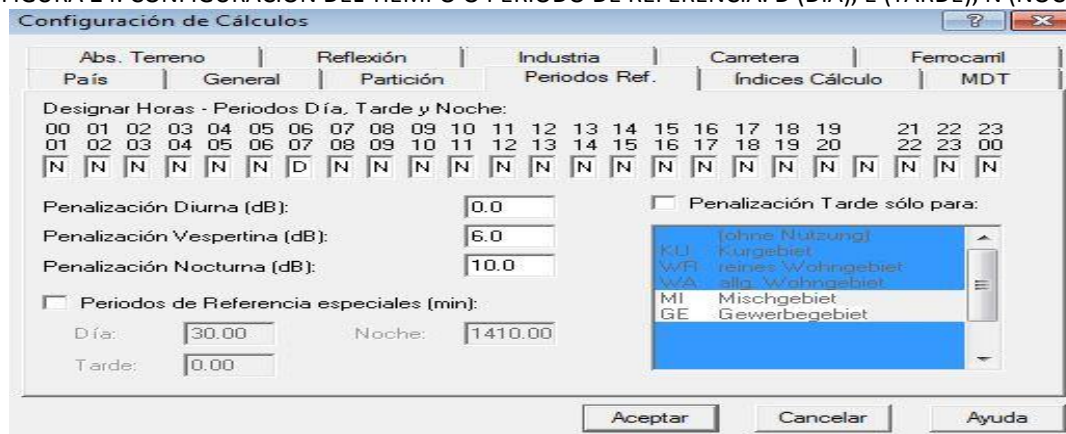 FIGURA 14. CONFIGURACIÓN DEL TIEMPO O PERIODO DE REFERENCIA. D (DÍA), E (TARDE), N (NOC
Configuración de Cálculos
Abs. Terreno Reflexión Industria Carretera Ferrocarril
País General Partición Periodos Ref. Índices Cálculo MDT
Designar Horas - Periodos Día, Tarde y Noche:
00 01 02 03 04 05 06 07 08 09 10 11 12 13 14 15 16 17 18 19 21 22 23
01 02 03 04 05 06 07 08 09 10 11 12 13 14 15 16 17 18 19 20 22 23 00
N N N N N N D N N N N N N N N N N N N N N N N N
Penalización Diurna (dB): 0.0
Penalización Vespertina (dB): 6.0
Penalización Nocturna (dB): 10.0
Periodos de Referencia especiales (min):
Día: 30.00 Noche: 1410.00
Tarde: 0.00
Penalización Tarde sólo para:
(ohne Nutzung)
KU Kurgebiet
WR reines Wohngebiet
WA allg. Wohngebiet
MI Mischgebiet
GE Gewerbegebiet
Aceptar Cancelar Ayuda